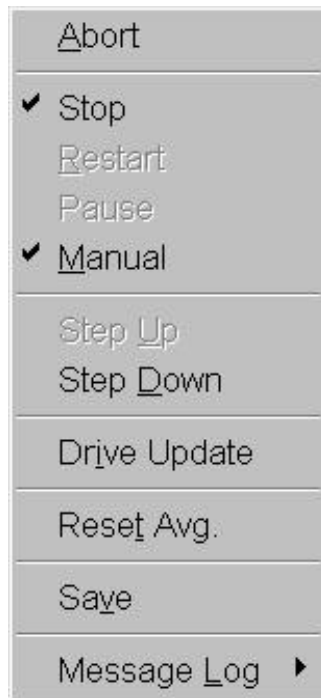 Abort
Stop
Restart
Pause
Manual
Step Up
Step Down
Drive Update
Reset Avg.
Save
Message Log